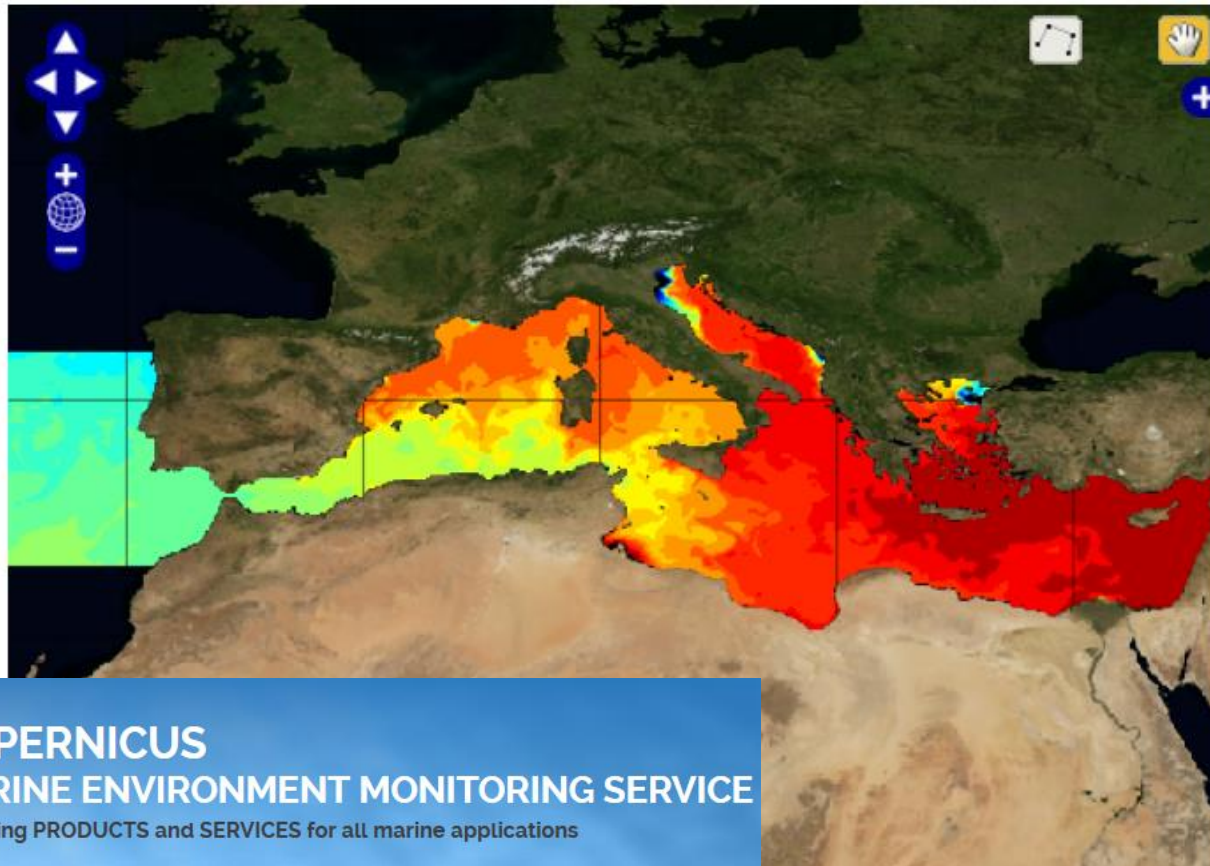 PERNICUS
RINE ENVIRONMENT MONITORING SERVICE
ing PRODUCTS and SERVICES for all marine applications